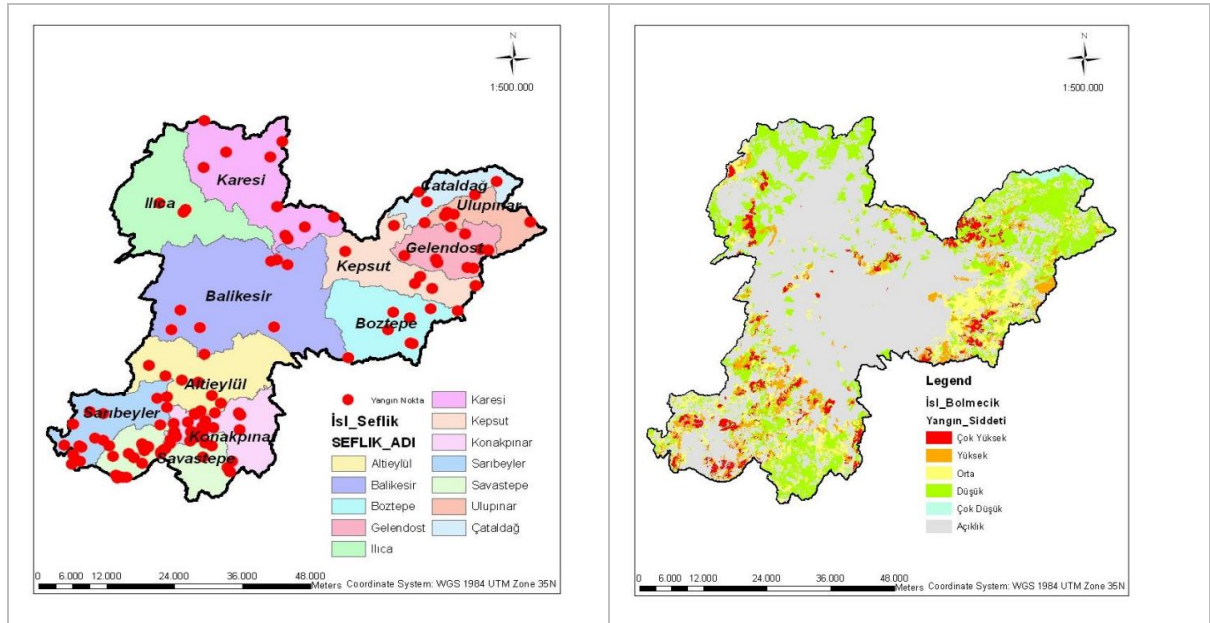 N
1:500.000
Karesi
Ilıca
Çataldağ
Ulupınar
Gelendost
Kepsut
Balikesir
Boztepe
Altieylül
Sarıbeyler
Konakpınar
Savastepe
Yangın Nokta
İsl_Seflik
SEFLIK_ADI
Altieylül
Balikesir
Boztepe
Gelendost
Ilıca
Karesi
Kepsut
Konakpınar
Sarıbeyler
Savastepe
Ulupınar
Çataldağ
0 6.000 12.000 24.000 36.000 48.000
Meters Coordinate System: WGS 1984 UTM Zone 35N
N
1:500.000
Legend
İsl_Bolmecik
Yangın_Siddeti
Çok Yüksek
Yüksek
Orta
Düşük
Çok Düşük
Açıklık
0 6.000 12.000 24.000 36.000 48.000
Meters Coordinate System: WGS 1984 UTM Zone 35N